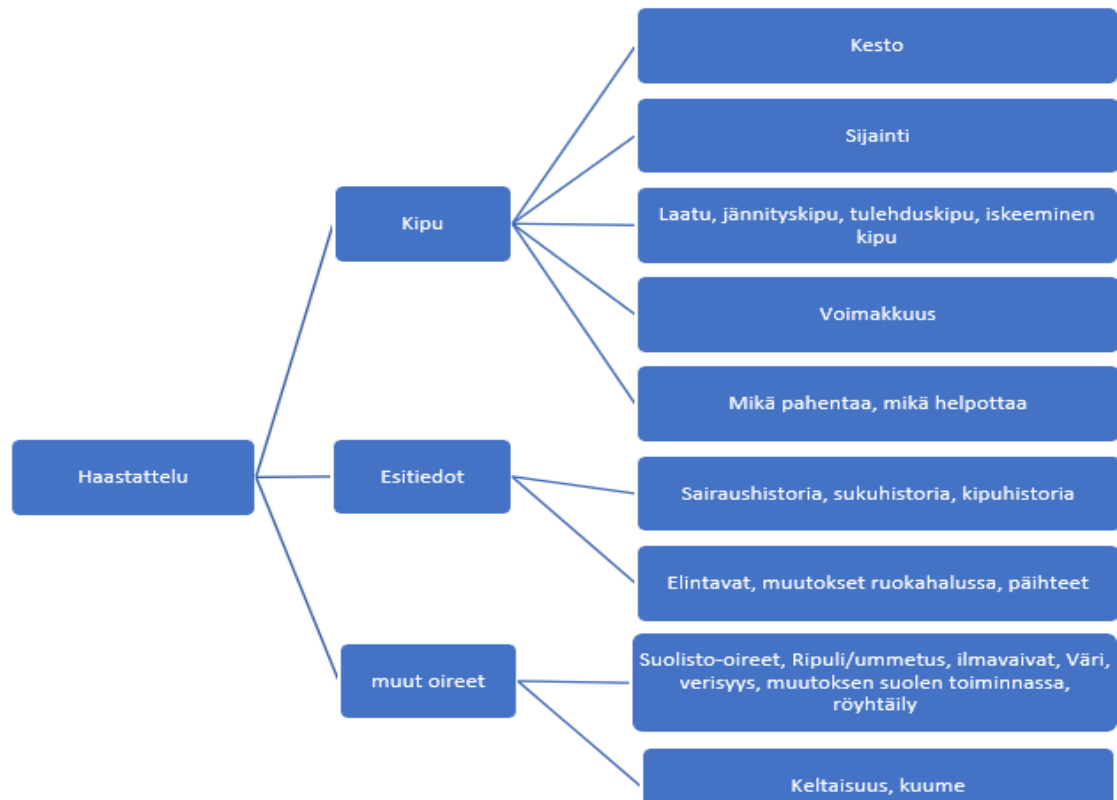 Kesto
Sijainti
Laatu, jännityskipu, tulehduskipu, iskeeminen
kipu
Kipu
Voimakkuus
Mikä pahentaa, mikä helpottaa
Haastattelu
Esitiedot
Sairaushistoria, sukuhistoria, kipuhistoria
Elintavat, muutokset ruokahalussa, päihteet
muut oireet
Suolisto-oireet, Ripuli/ummetus, ilmavaivat, Väri,
verisyys, muutoksen suolen toiminnassa,
röyhtäily
Keltaisuus, kuume